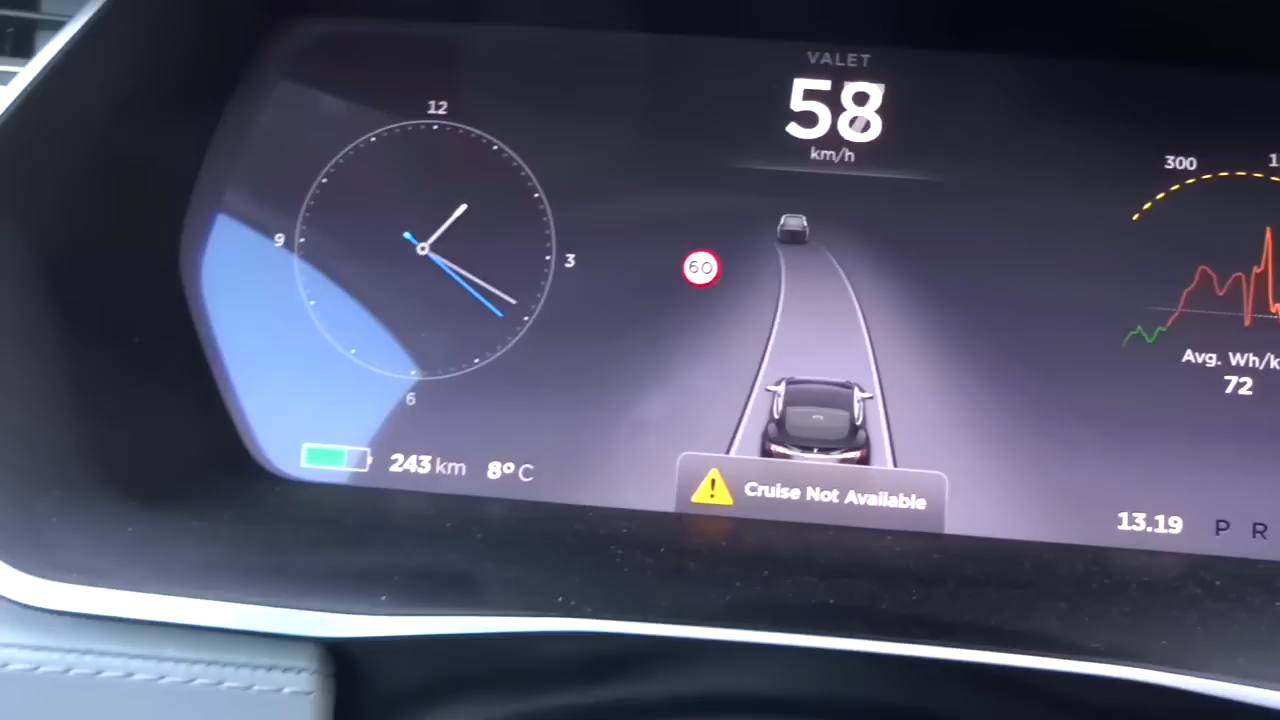 VALET
58
km/h
12
9
3
6
60
300
Avg. Wh/k
72
243 km
8° C
Cruise Not Available
13.19
P R